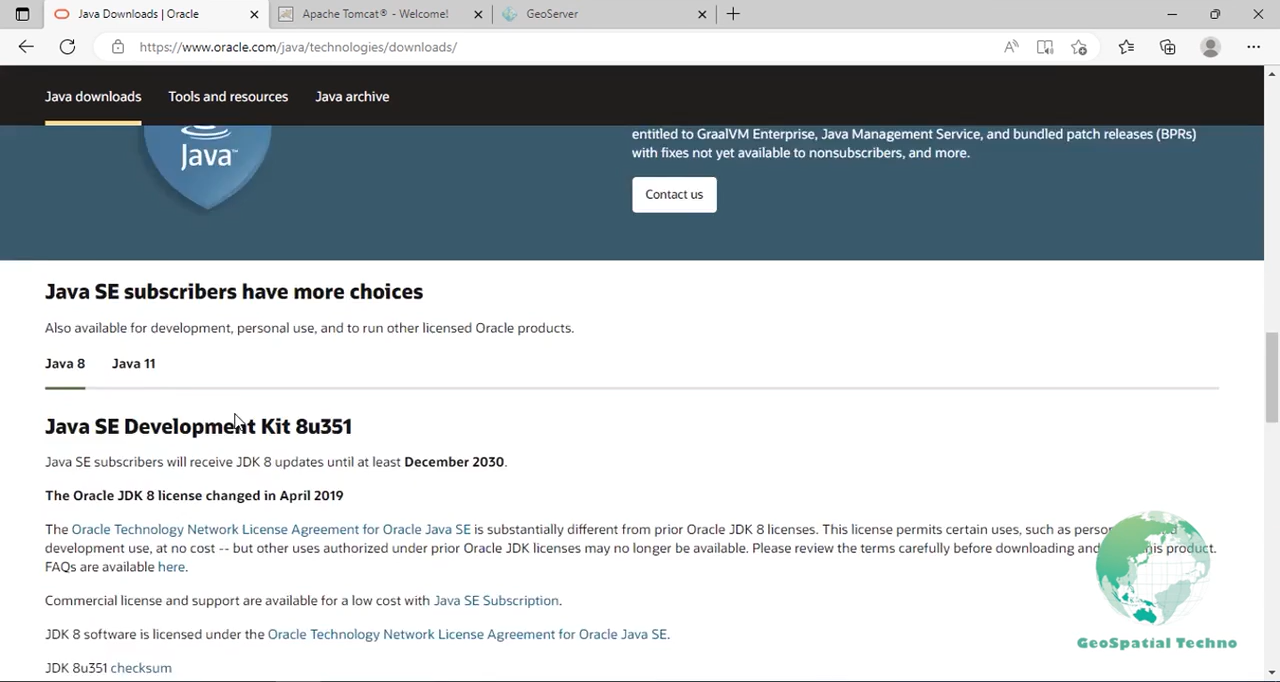 Java Downloads | Oracle
Apache Tomcat® - Welcome!
GeoServer
https://www.oracle.com/java/technologies/downloads/
Java downloads
Tools and resources
Java archive
Java™
entitled to GraalVM Enterprise, Java Management Service, and bundled patch releases (BPRs)
with fixes not yet available to nonsubscribers, and more.
Contact us
Java SE subscribers have more choices
Also available for development, personal use, and to run other licensed Oracle products.
Java 8
Java 11
Java SE Development Kit 8u351
Java SE subscribers will receive JDK 8 updates until at least December 2030.
The Oracle JDK 8 license changed in April 2019
The Oracle Technology Network License Agreement for Oracle Java SE is substantially different from prior Oracle JDK 8 licenses. This license permits certain uses, such as
development use, at no cost -- but other uses authorized under prior Oracle JDK licenses may no longer be available. Please review the terms carefully before downloading and this product.
FAQs are available here.
Commercial license and support are available for a low cost with Java SE Subscription.
JDK 8 software is licensed under the Oracle Technology Network License Agreement for Oracle Java SE.
JDK 8u351 checksum
GeoSpatial Techno